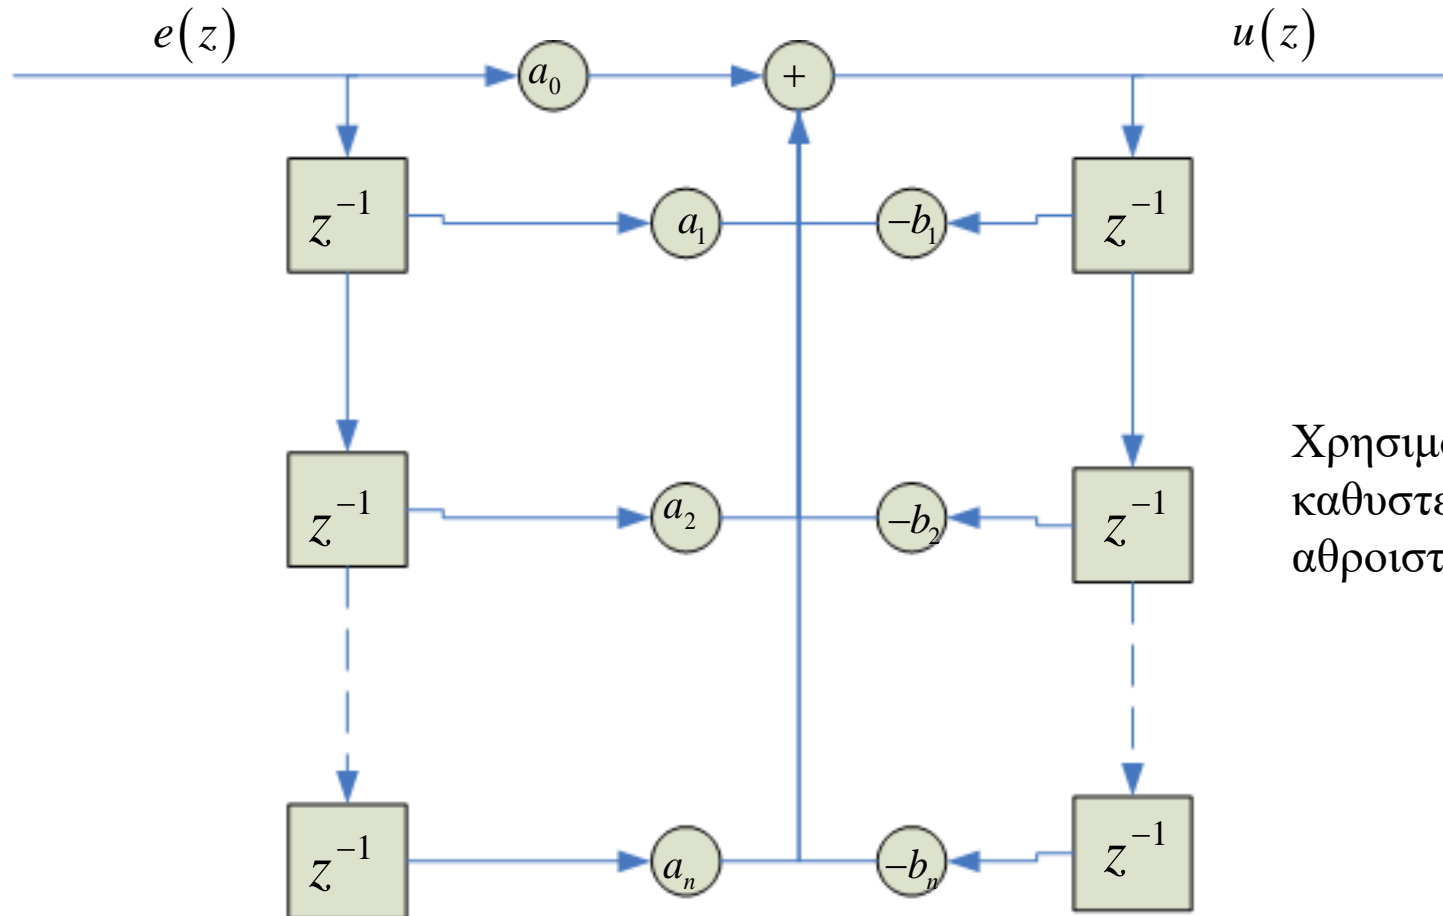 e(z) u(z)
a₀ +
z⁻¹ a₁ −b₁ z⁻¹
z⁻¹ a₂ −b₂ z⁻¹
z⁻¹ aₙ −bₙ z⁻¹